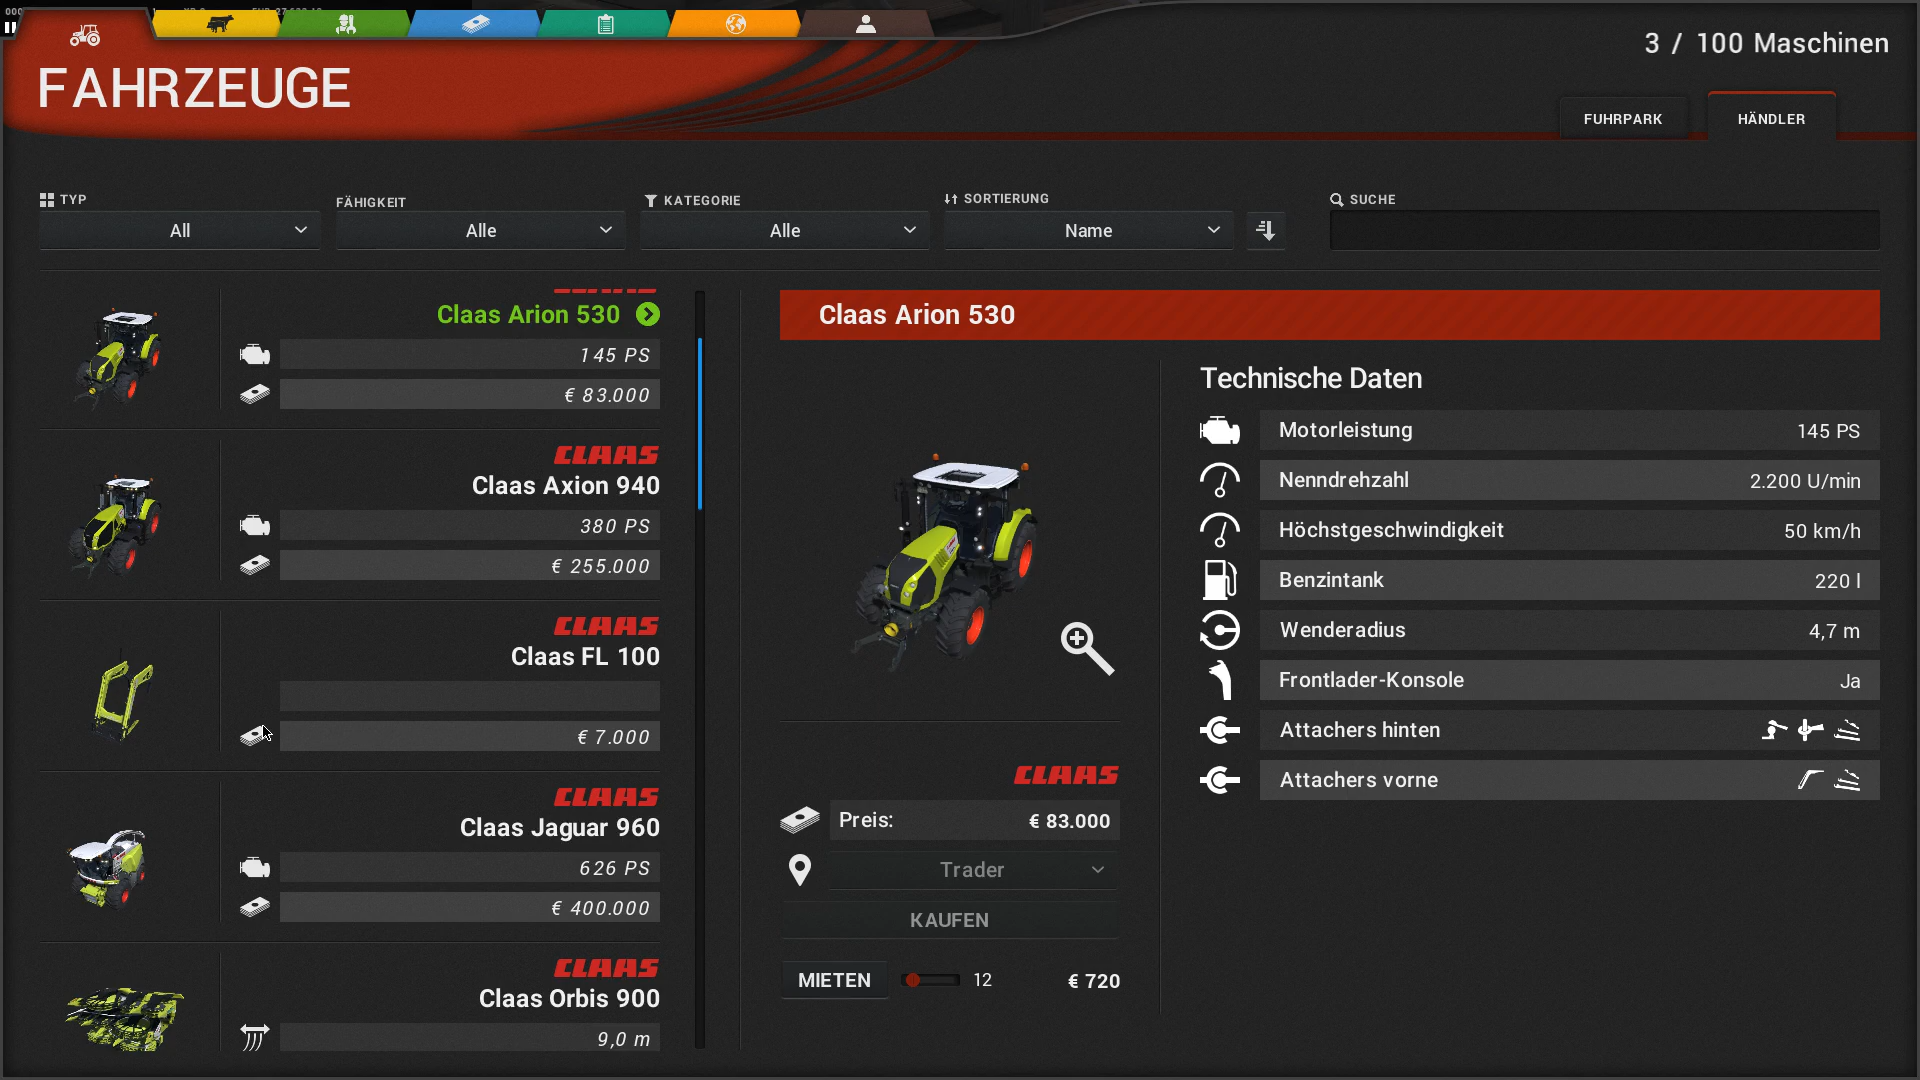 3 / 100 Maschinen
FAHRZEUGE
FUHRPARK
HÄNDLER
TYP
FÄHIGKEIT
KATEGORIE
SORTIERUNG
SUCHE
All
Alle
Alle
Name
Claas Arion 530
145 PS
€ 83.000
CLAAS
Claas Axion 940
380 PS
€ 255.000
CLAAS
Claas FL 100
€ 7.000
CLAAS
Claas Jaguar 960
626 PS
€ 400.000
CLAAS
Claas Orbis 900
9,0 m
Claas Arion 530
CLAAS
Preis: € 83.000
Trader
KAUFEN
MIETEN 12 € 720
Technische Daten
Motorleistung 145 PS
Nenndrehzahl 2.200 U/min
Höchstgeschwindigkeit 50 km/h
Benzintank 220 l
Wenderadius 4,7 m
Frontlader-Konsole Ja
Attachers hinten
Attachers vorne